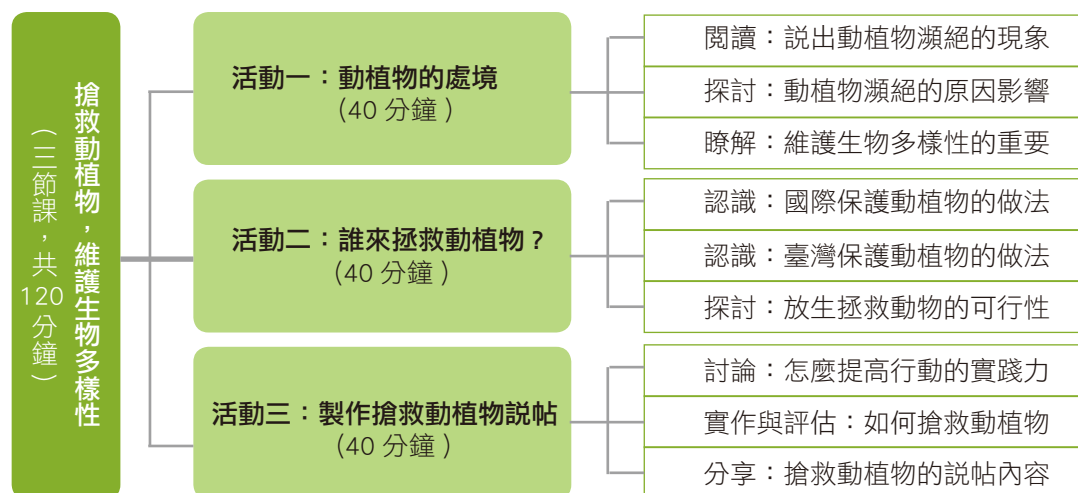 搶救動植物，維護生物多樣性
（三節課，共120分鐘）
活動一：動植物的處境
（40 分鐘）
閱讀：説出動植物瀕絕的現象
探討：動植物瀕絕的原因影響
瞭解：維護生物多樣性的重要
活動二：誰來拯救動植物？
（40 分鐘）
認識：國際保護動植物的做法
認識：臺灣保護動植物的做法
探討：放生拯救動物的可行性
活動三：製作搶救動植物説帖
（40 分鐘）
討論：怎麼提高行動的實踐力
實作與評估：如何搶救動植物
分享：搶救動植物的説帖內容